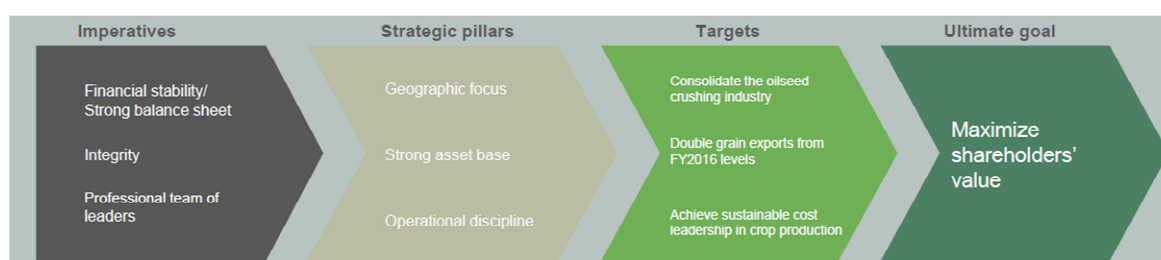 Imperatives
Strategic pillars
Targets
Ultimate goal
Financial stability/
Strong balance sheet
Integrity
Professional team of
leaders
Geographic focus
Strong asset base
Operational discipline
Consolidate the oilseed
crushing industry
Double grain exports from
FY2016 levels
Achieve sustainable cost
leadership in crop production
Maximize
shareholders’
value